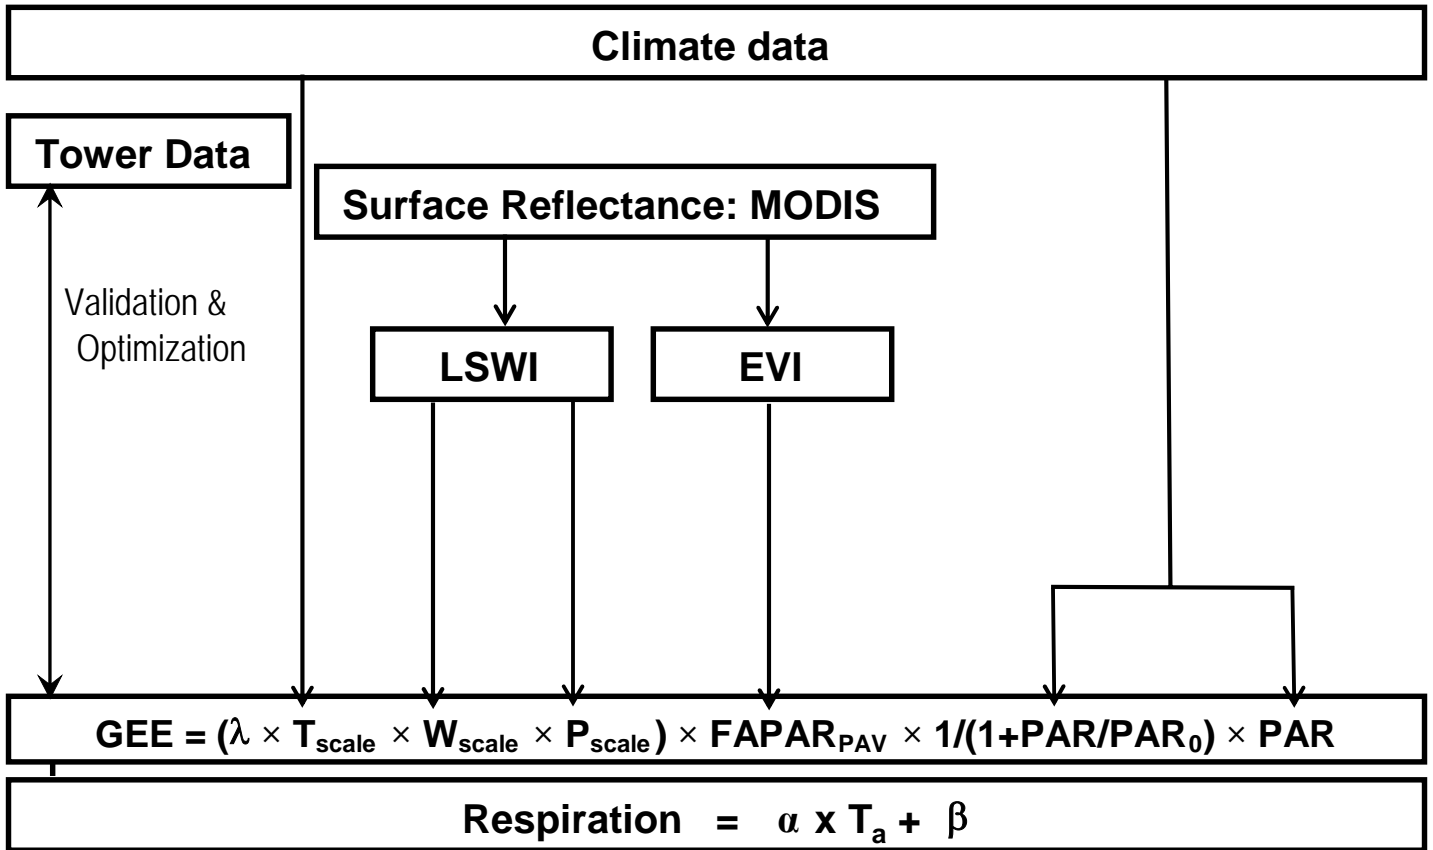 Climate data
Tower Data
Surface Reflectance: MODIS
Validation &
Optimization
LSWI
EVI
GEE = (λ × Tscale × Wscale × Pscale) × FAPARPAV × 1/(1+PAR/PAR0) × PAR
Respiration = α x Ta + β